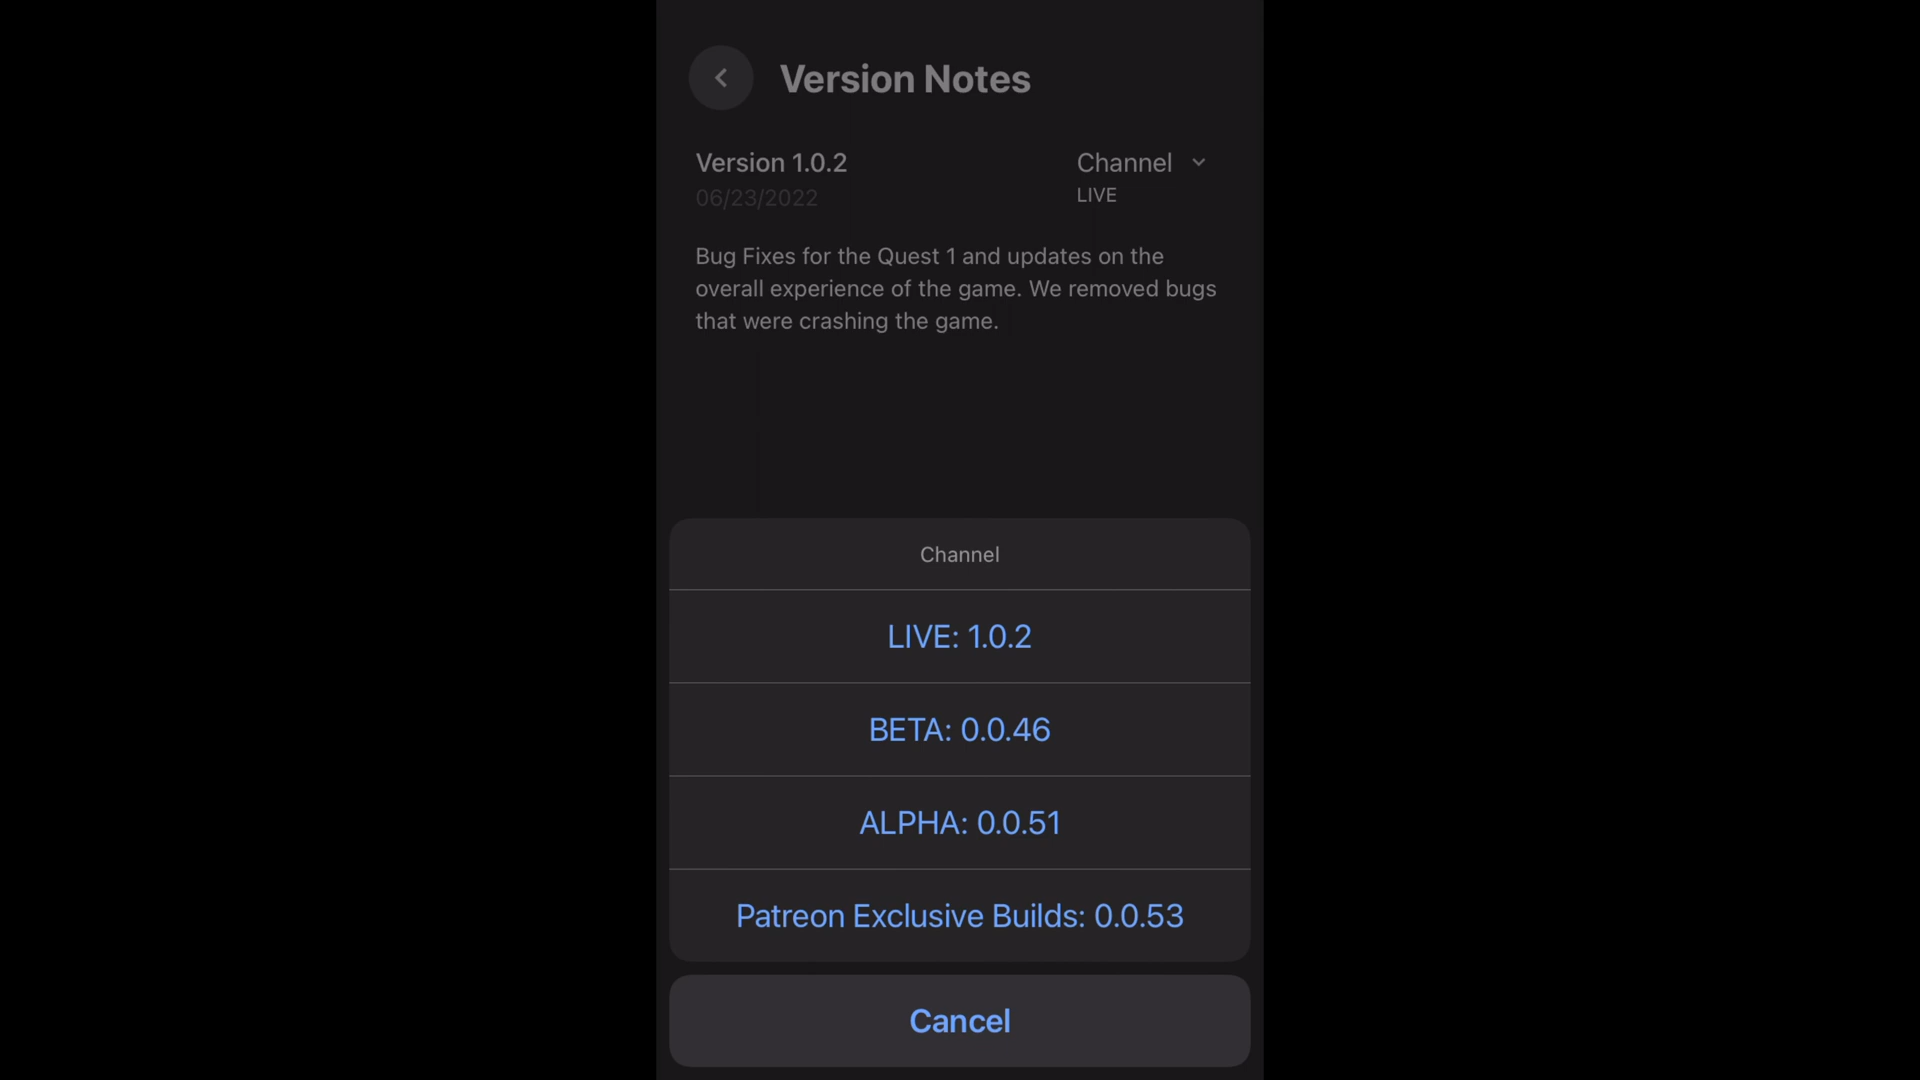 Version Notes
Version 1.0.2
Channel
06/23/2022
LIVE
Bug Fixes for the Quest 1 and updates on the
overall experience of the game. We removed bugs
that were crashing the game.
Channel
LIVE: 1.0.2
BETA: 0.0.46
ALPHA: 0.0.51
Patreon Exclusive Builds: 0.0.53
Cancel